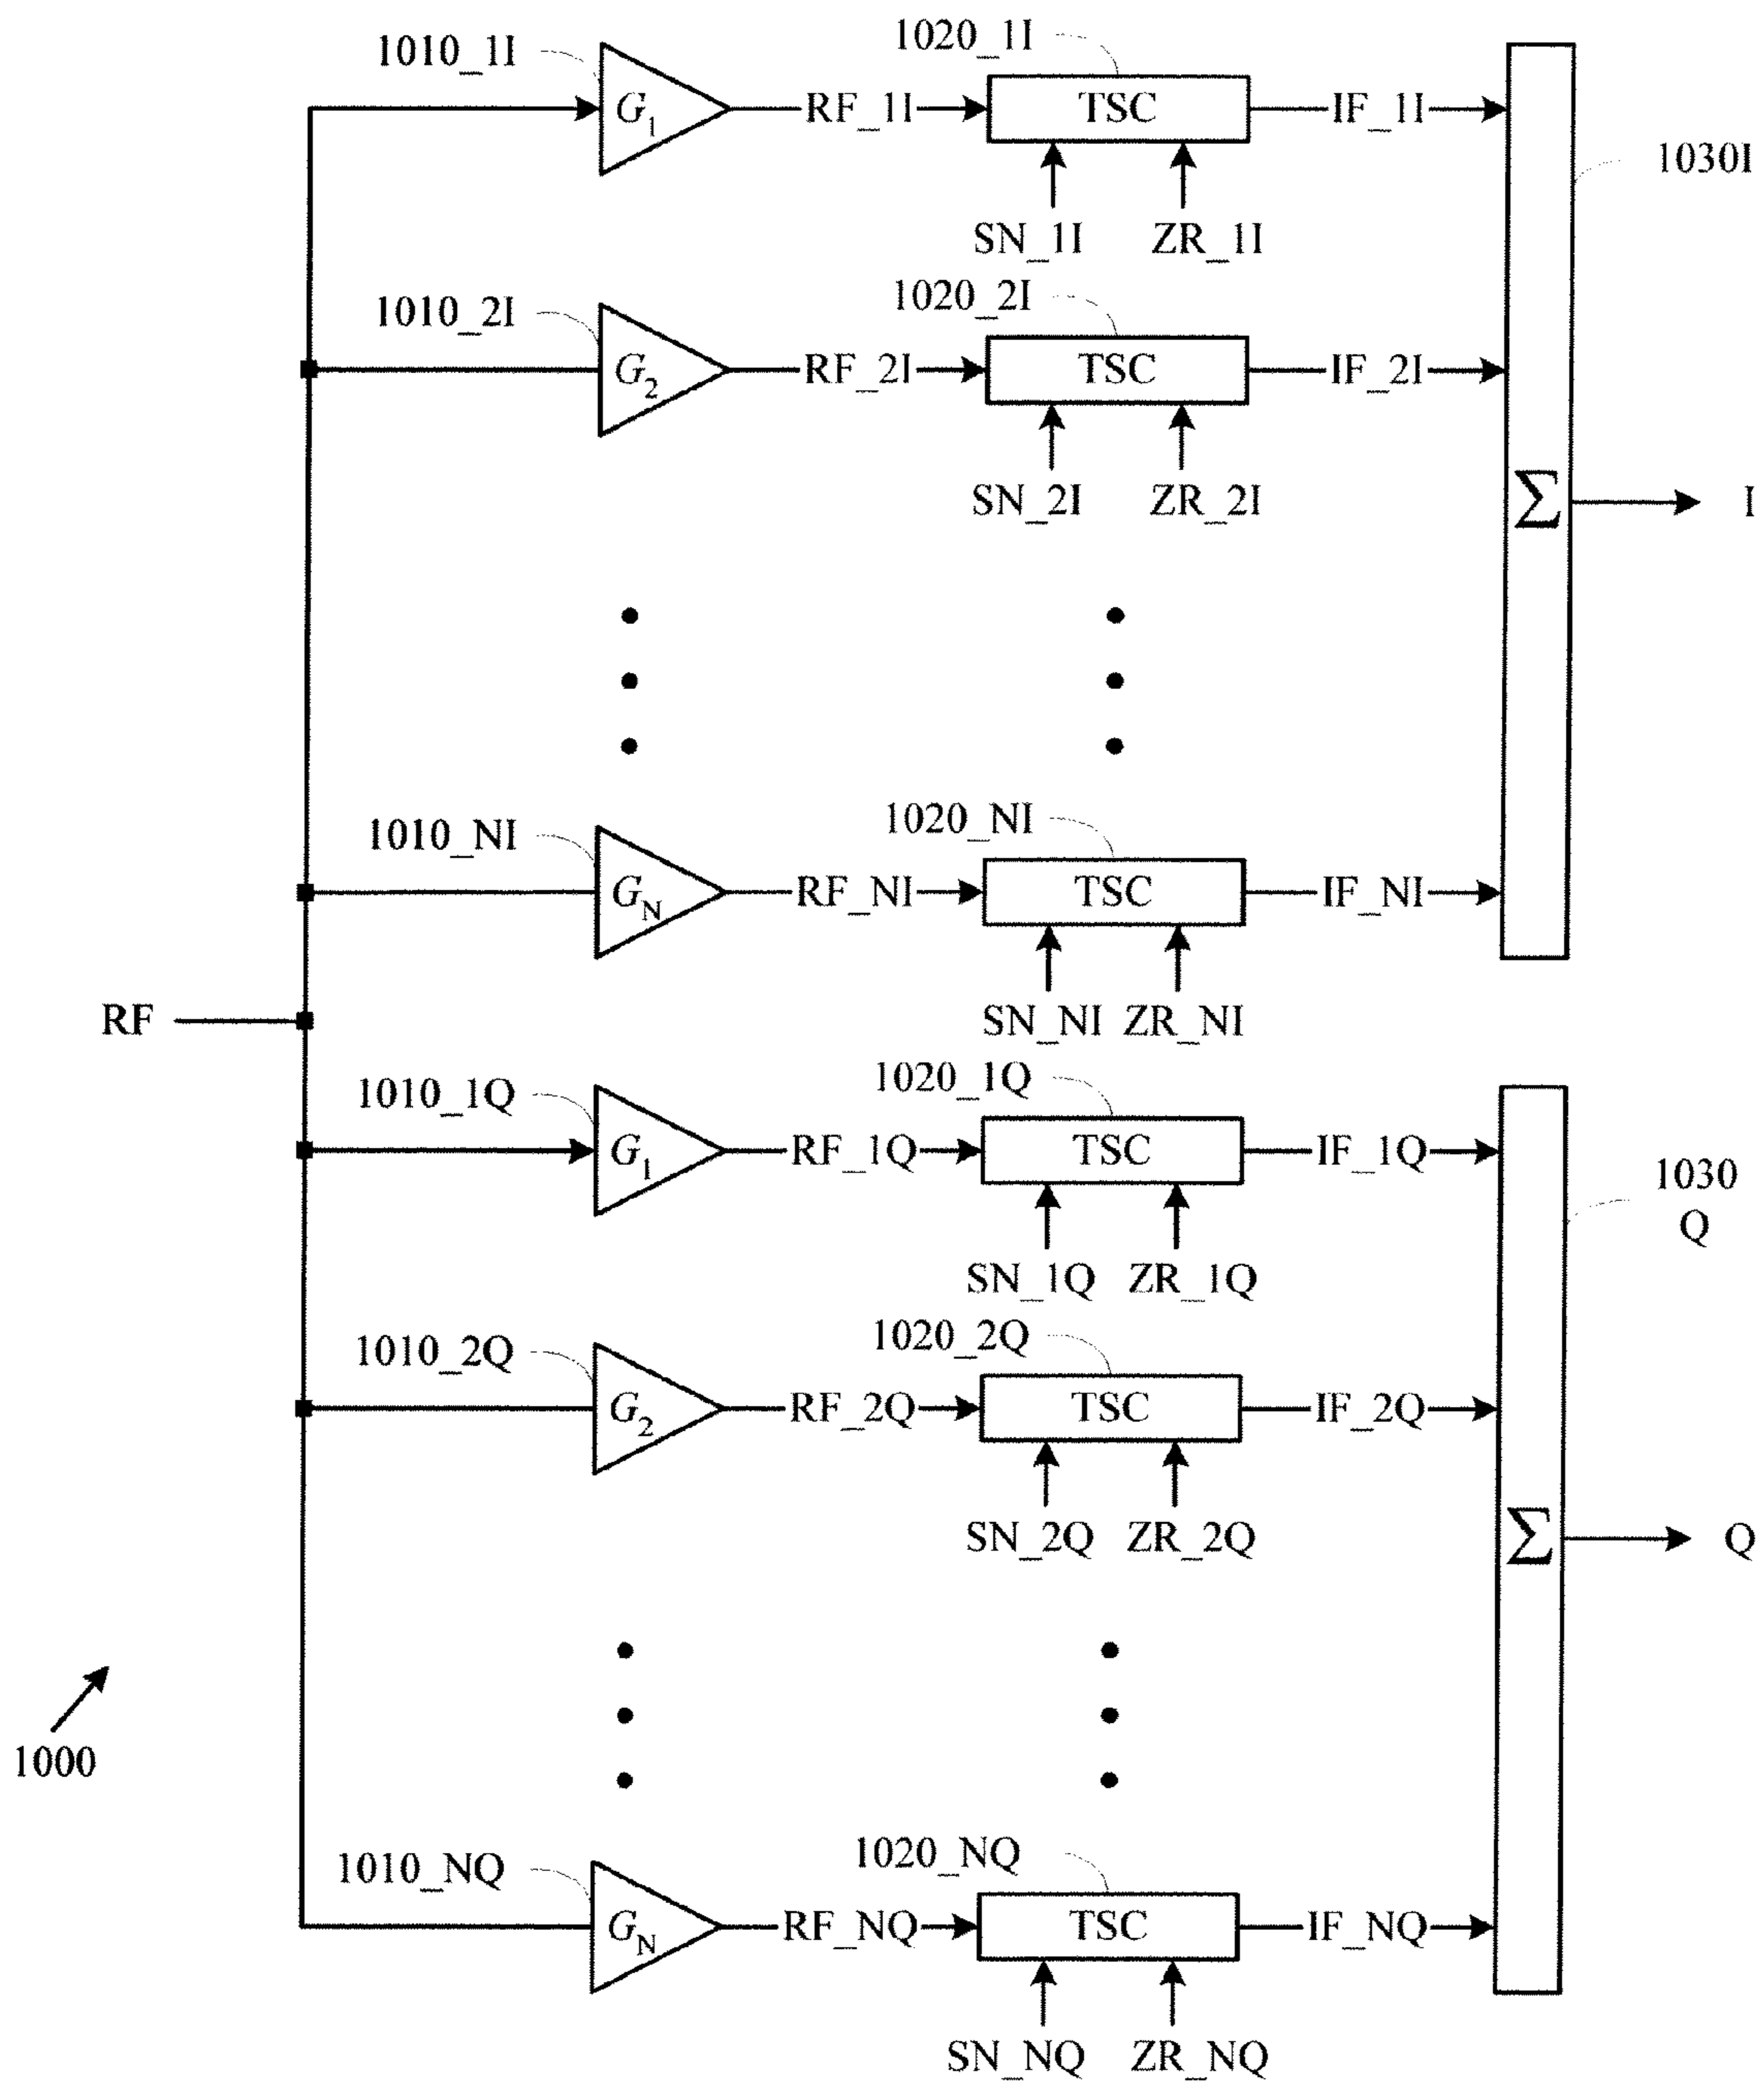 1010_1I
1020_1I
G1
RF_1I
TSC
IF_1I
1030I
SN_1I
ZR_1I
1010_2I
1020_2I
G2
RF_2I
TSC
IF_2I
SN_2I
ZR_2I
Σ
I
1010_NI
1020_NI
GN
RF_NI
TSC
IF_NI
SN_NI
ZR_NI
RF
1010_1Q
1020_1Q
G1
RF_1Q
TSC
IF_1Q
1030
Q
SN_1Q
ZR_1Q
1010_2Q
1020_2Q
G2
RF_2Q
TSC
IF_2Q
SN_2Q
ZR_2Q
Σ
Q
1000
1010_NQ
1020_NQ
GN
RF_NQ
TSC
IF_NQ
SN_NQ
ZR_NQ